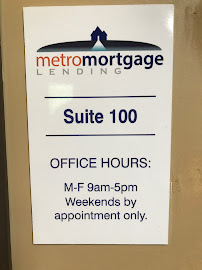 metromortgage
LENDING
Suite 100
OFFICE HOURS:
M-F 9am-5pm
Weekends by
appointment only.